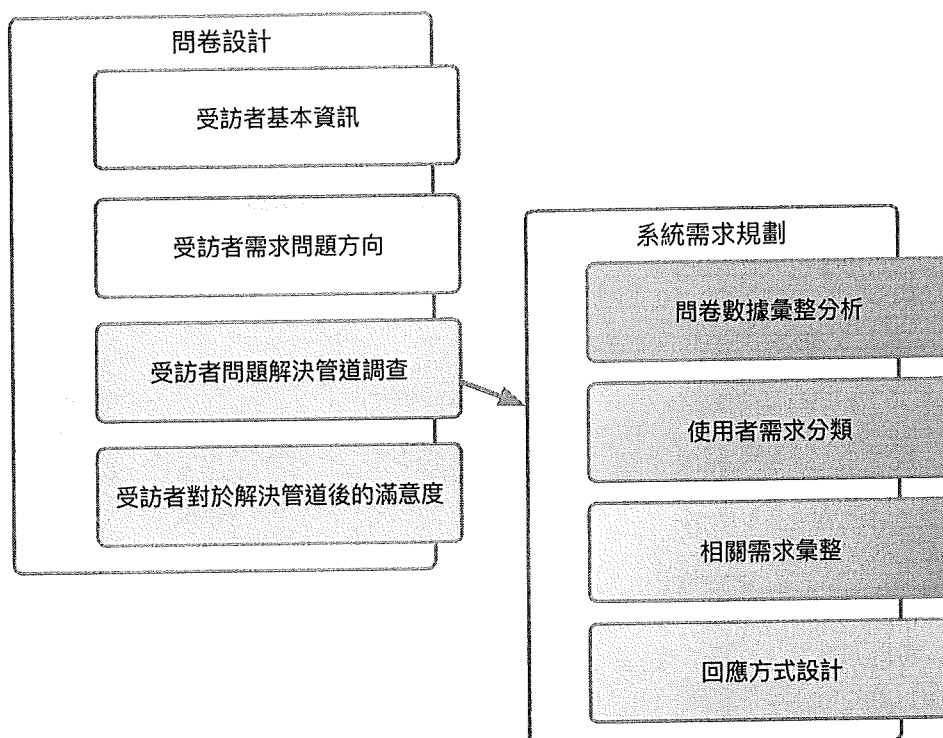 問卷設計
受訪者基本資訊
受訪者需求問題方向
受訪者問題解決管道調查
受訪者對於解決管道後的滿意度
系統需求規劃
問卷數據彙整分析
使用者需求分類
相關需求彙整
回應方式設計